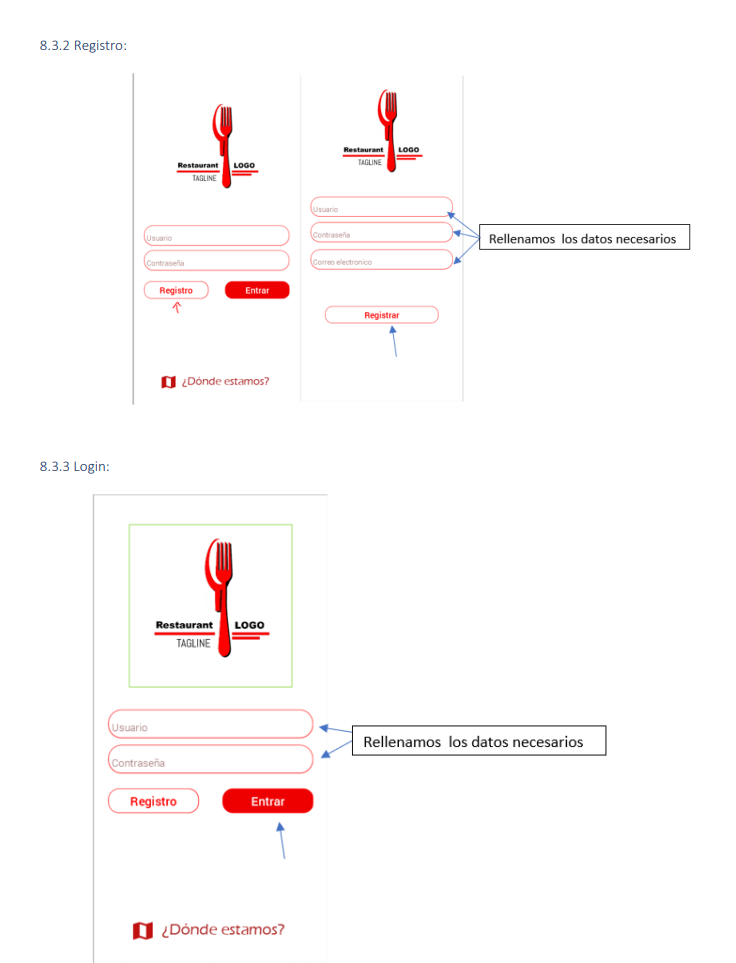 8.3.2 Registro:
Restaurant LOGO
TAGLINE
Usuario
Contraseña
Registro Entrar
¿Dónde estamos?
Restaurant LOGO
TAGLINE
Usuario
Contraseña
Correo electronico
Registrar
Rellenamos los datos necesarios
8.3.3 Login:
Restaurant LOGO
TAGLINE
Usuario
Contraseña
Registro Entrar
¿Dónde estamos?
Rellenamos los datos necesarios